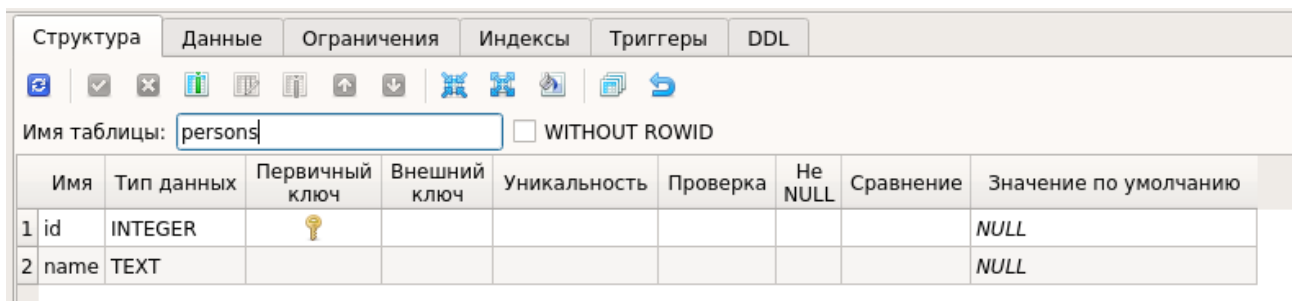 Структура Данные Ограничения Индексы Триггеры DDL
Имя таблицы: persons WITHOUT ROWID
Имя Тип данных Первичный ключ Внешний ключ Уникальность Проверка Не NULL Сравнение Значение по умолчанию
1 id INTEGER NULL
2 name TEXT NULL